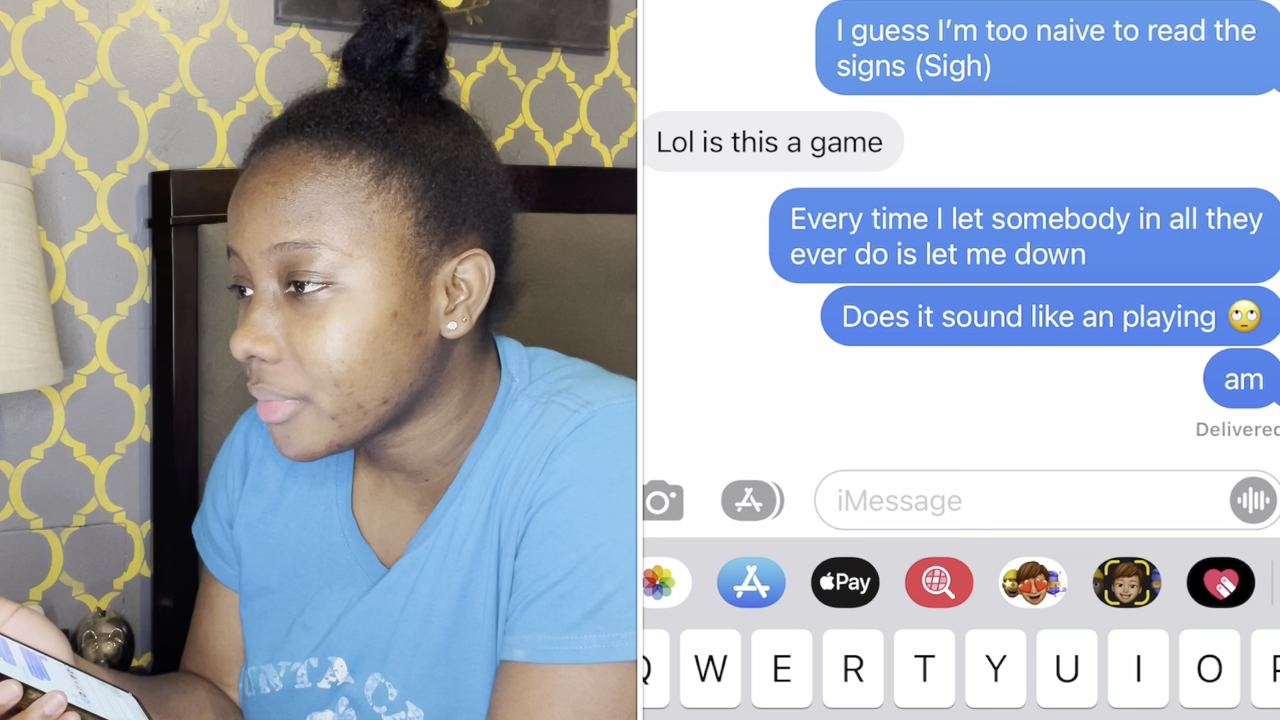 I guess I’m too naive to read the
signs (Sigh)
Lol is this a game
Every time I let somebody in all they
ever do is let me down
Does it sound like an playing 🙄
am
Delivered
iMessage
Pay
Q W E R T Y U I O P